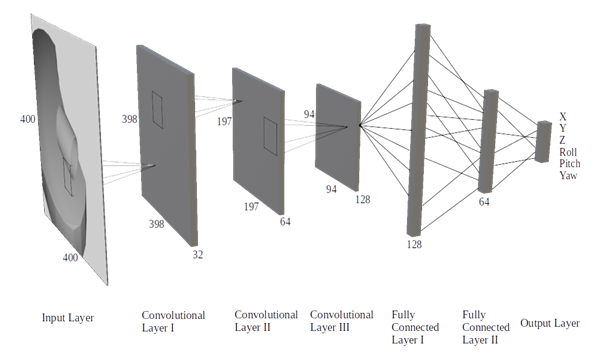 400
400
398
398
32
197
197
64
94
94
128
128
64
X
Y
Z
Roll
Pitch
Yaw
Input Layer
Convolutional
Layer I
Convolutional
Layer II
Convolutional
Layer III
Fully
Connected
Layer I
Fully
Connected
Layer II
Output Layer